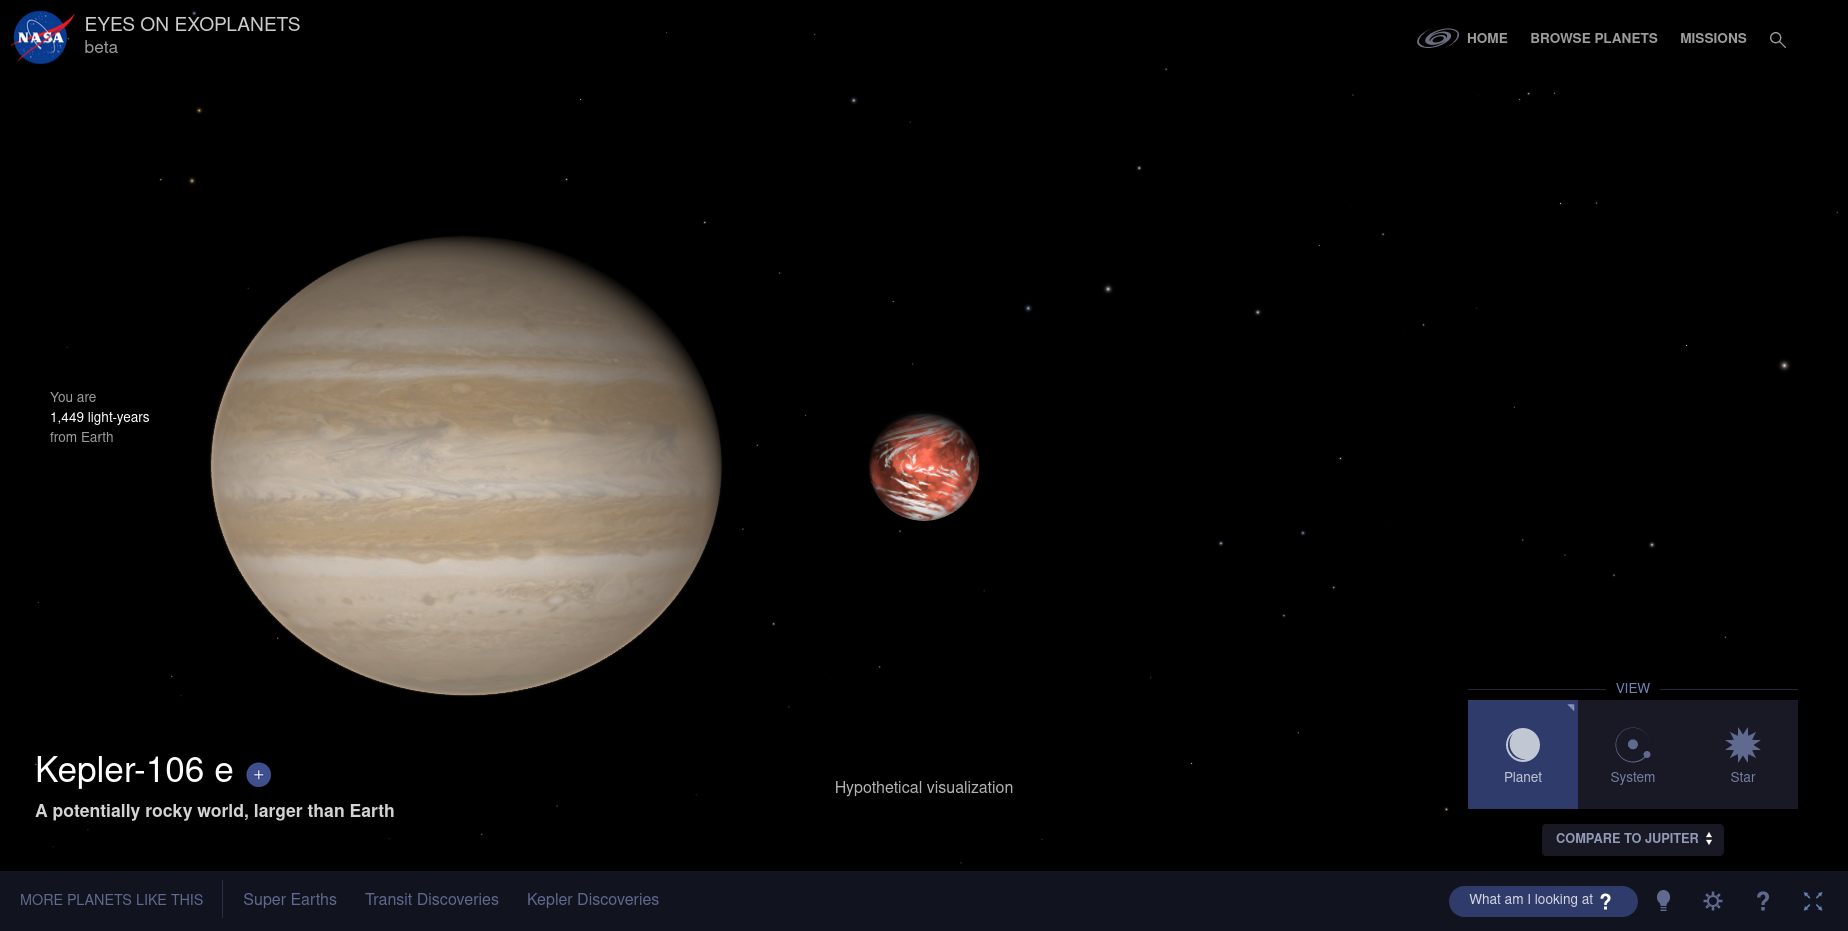 NASA
EYES ON EXOPLANETS
beta
HOME
BROWSE PLANETS
MISSIONS
You are
1,449 light-years
from Earth
Kepler-106 e +
A potentially rocky world, larger than Earth
Hypothetical visualization
VIEW
Planet
System
Star
COMPARE TO JUPITER
MORE PLANETS LIKE THIS
Super Earths
Transit Discoveries
Kepler Discoveries
What am I looking at ?
?